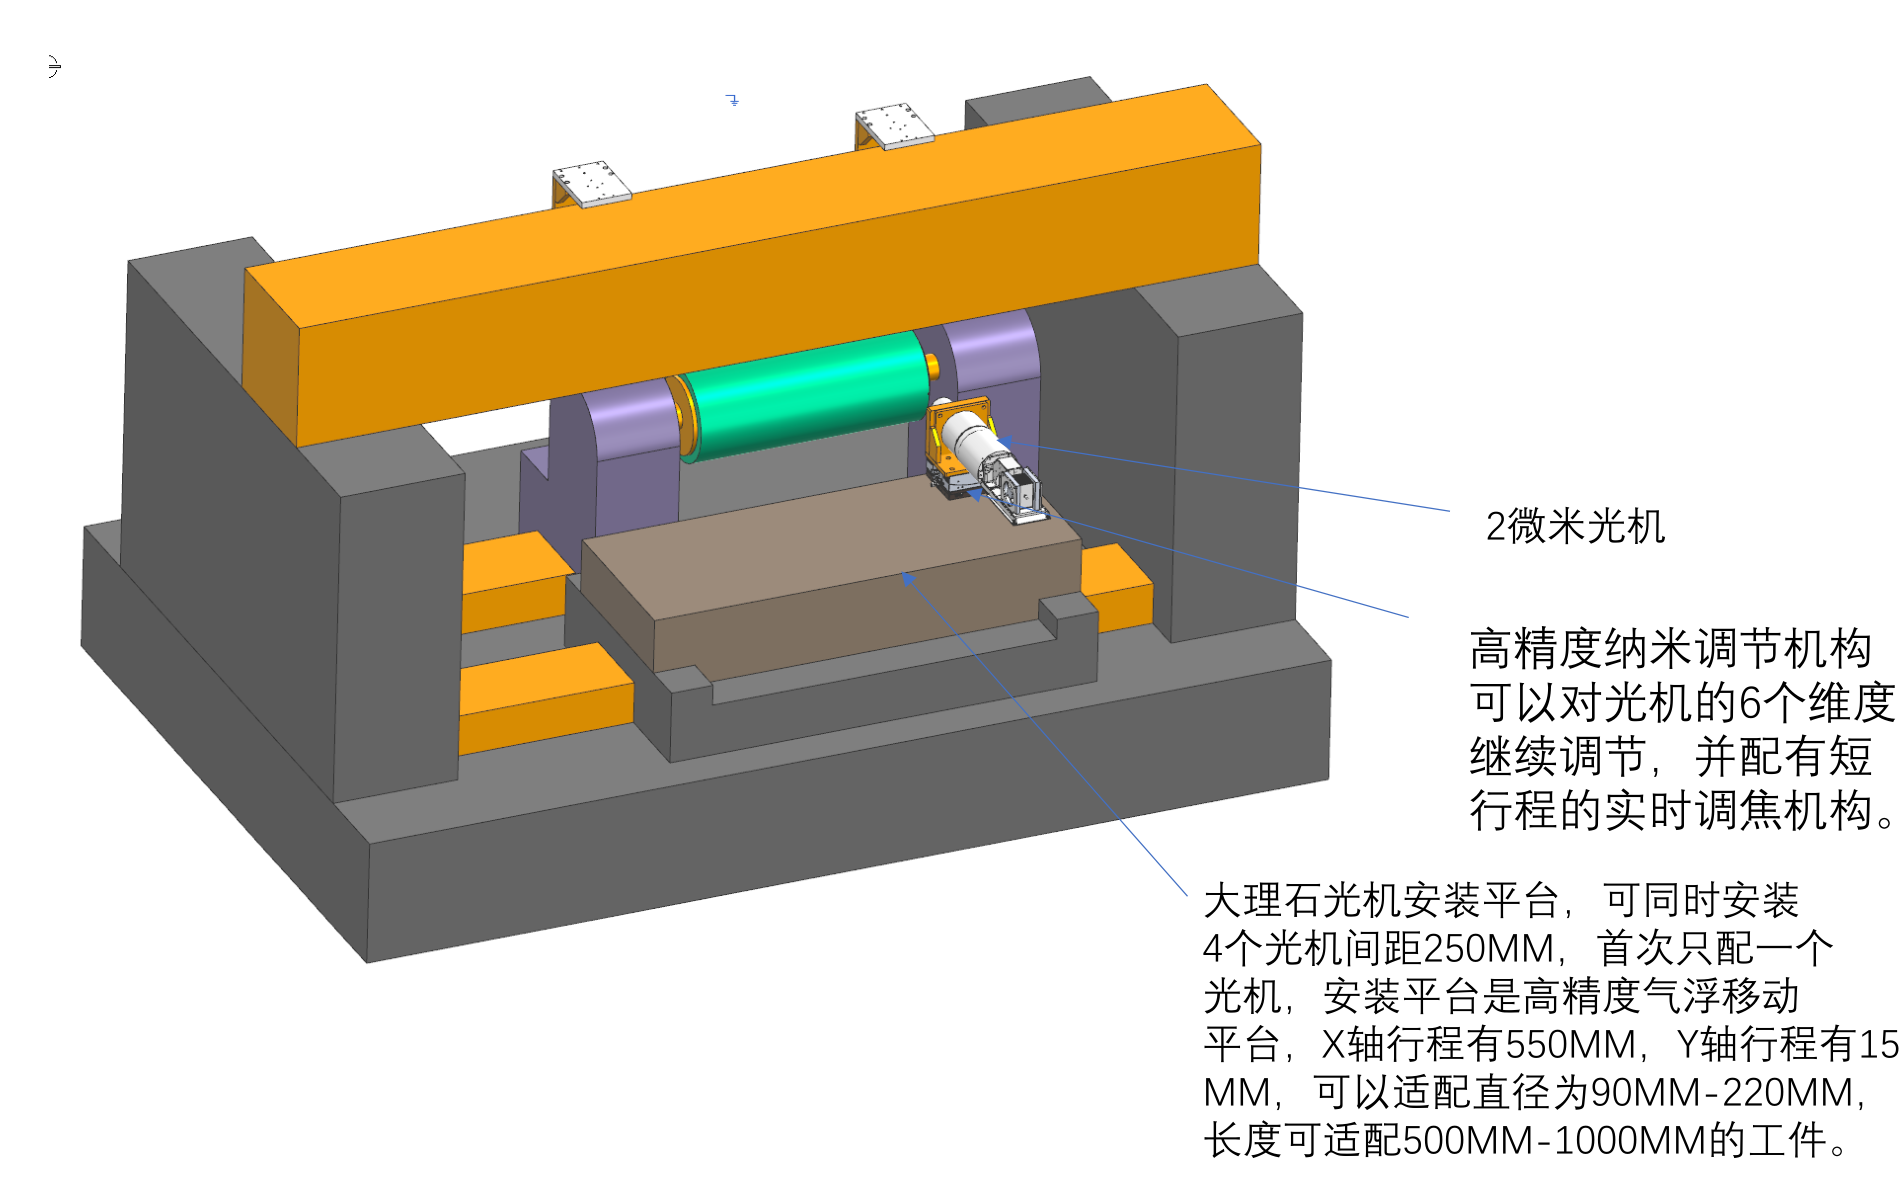 2微米光机
高精度纳米调节机构
可以对光机的6个维度
继续调节，并配有短
行程的实时调焦机构。
大理石光机安装平台，可同时安装
4个光机间距250MM，首次只配一个
光机，安装平台是高精度气浮移动
平台，X轴行程有550MM，Y轴行程有15
MM，可以适配直径为90MM-220MM，
长度可适配500MM-1000MM的工件。